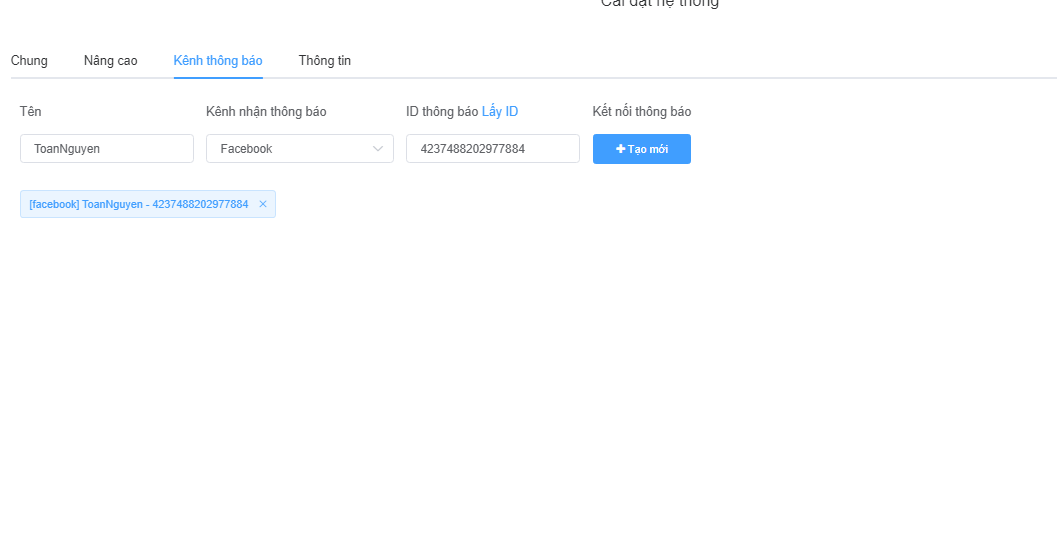 Cài đặt hệ thống
Chung Nâng cao Kênh thông báo Thông tin
Tên Kênh nhận thông báo ID thông báo Lấy ID Kết nối thông báo
ToanNguyen Facebook 4237488202977884 Tạo mới
[facebook] ToanNguyen - 4237488202977884